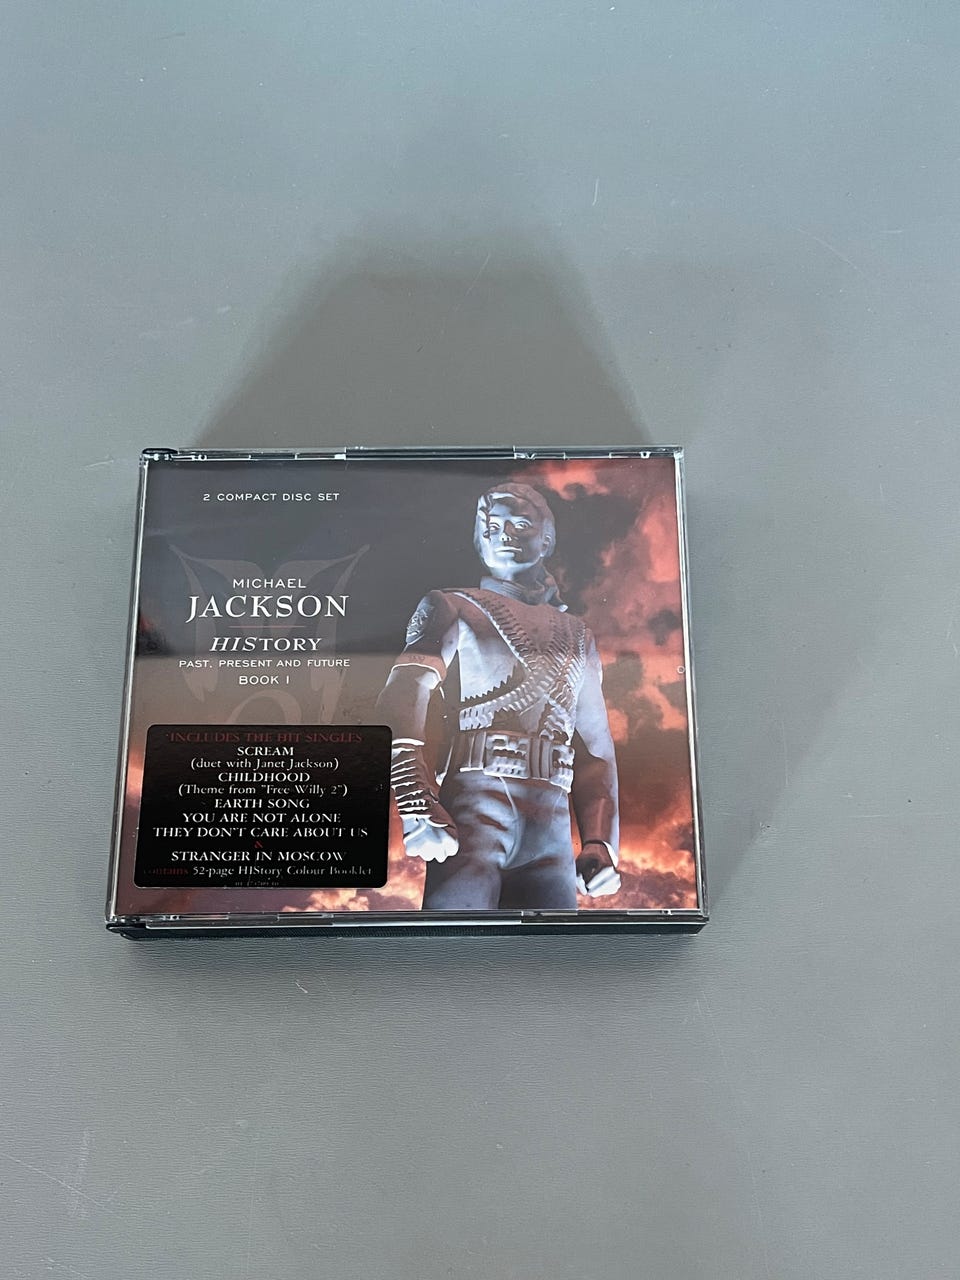 2 COMPACT DISC SET
MICHAEL
JACKSON
HISTORY
PAST, PRESENT AND FUTURE
BOOK I
INCLUDES THE HIT SINGLES
SCREAM
(duet with Janet Jackson)
CHILDHOOD
(Theme from "Free Willy 2")
EARTH SONG
YOU ARE NOT ALONE
THEY DON'T CARE ABOUT US
&
STRANGER IN MOSCOW
contains 52-page HIStory Colour Booklet